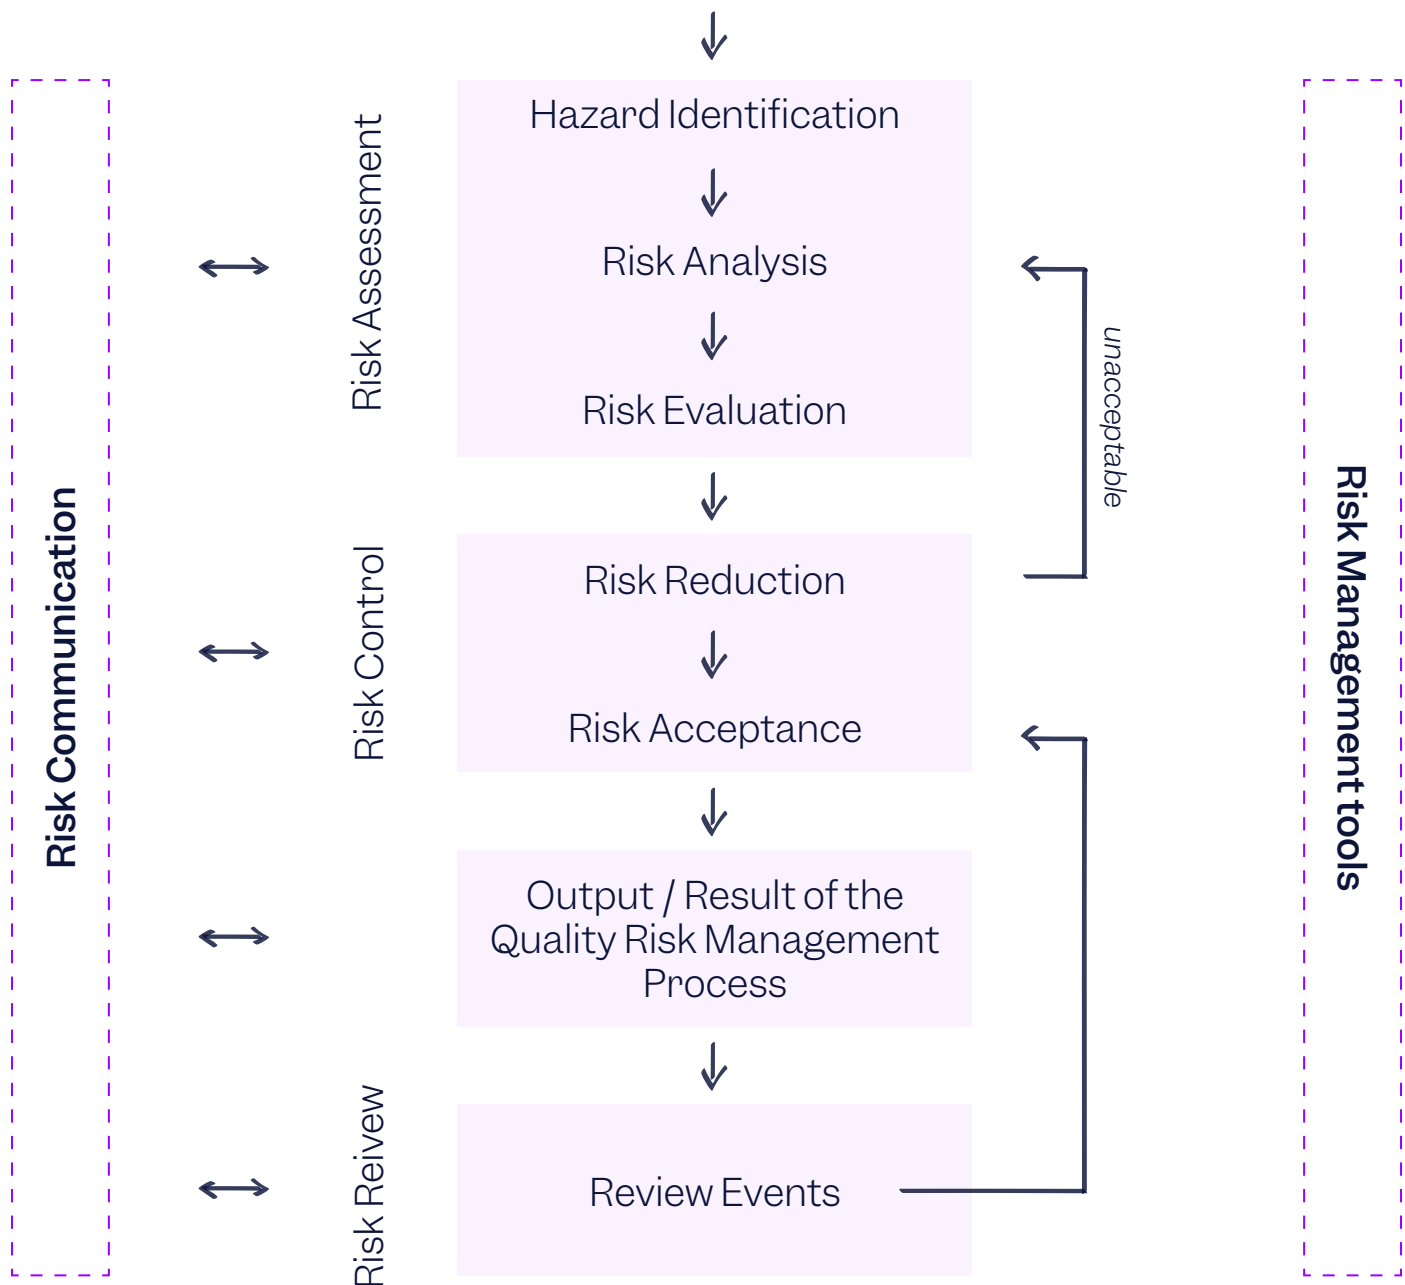 Risk Communication
Risk Assessment
Hazard Identification
Risk Analysis
Risk Evaluation
unacceptable
Risk Control
Risk Reduction
Risk Acceptance
Output / Result of the
Quality Risk Management
Process
Risk Reivew
Review Events
Risk Management tools